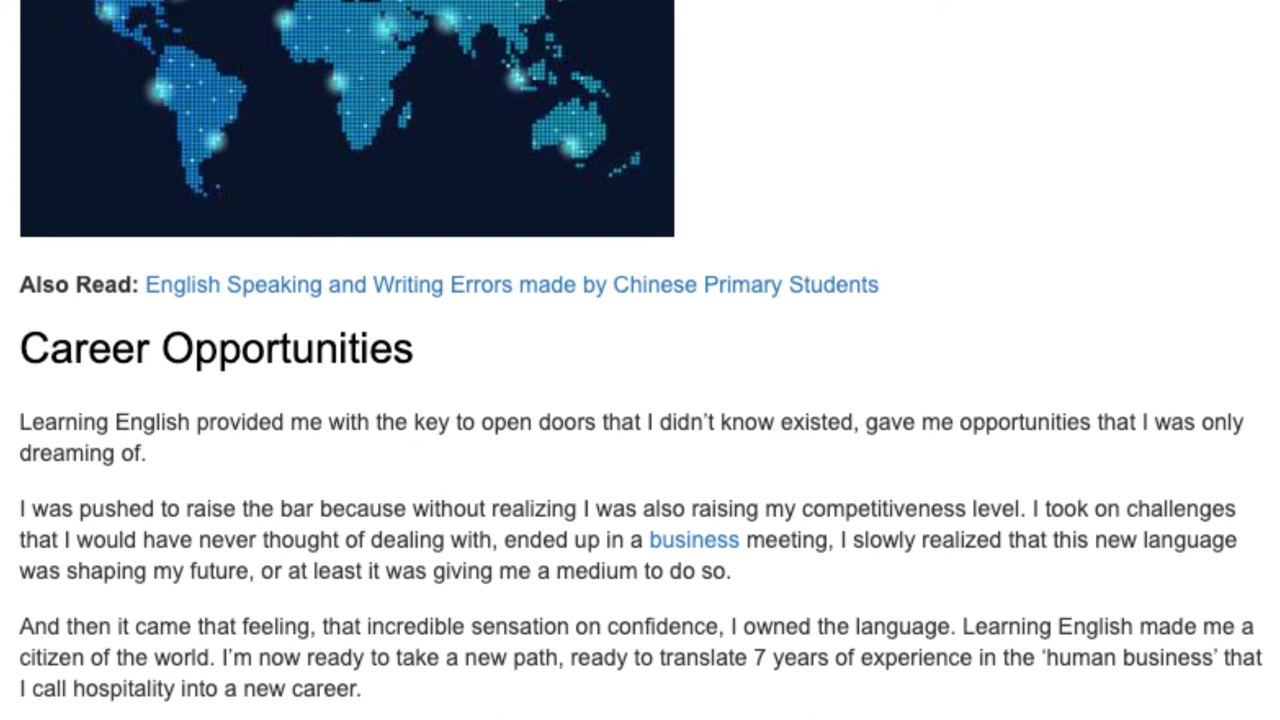 Also Read: English Speaking and Writing Errors made by Chinese Primary Students
Career Opportunities
Learning English provided me with the key to open doors that I didn’t know existed, gave me opportunities that I was only
dreaming of.
I was pushed to raise the bar because without realizing I was also raising my competitiveness level. I took on challenges
that I would have never thought of dealing with, ended up in a business meeting, I slowly realized that this new language
was shaping my future, or at least it was giving me a medium to do so.
And then it came that feeling, that incredible sensation on confidence, I owned the language. Learning English made me a
citizen of the world. I’m now ready to take a new path, ready to translate 7 years of experience in the ‘human business’ that
I call hospitality into a new career.